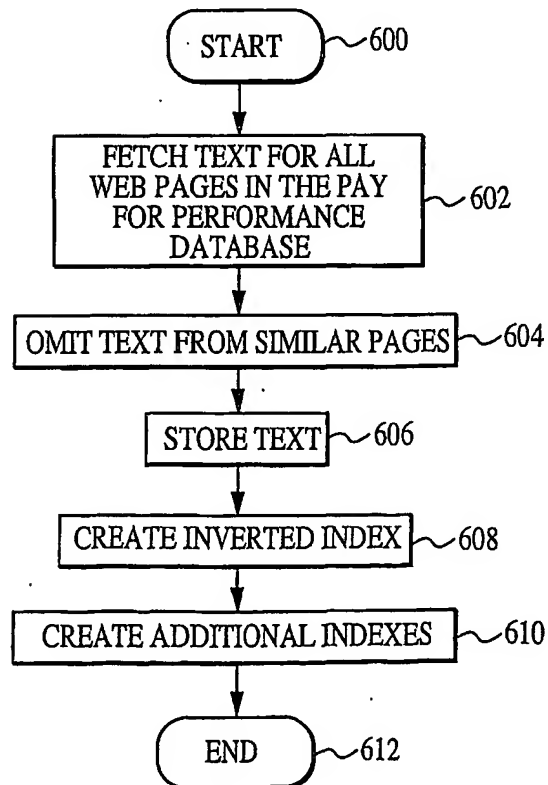 START
600
FETCH TEXT FOR ALL
WEB PAGES IN THE PAY
FOR PERFORMANCE
DATABASE
602
OMIT TEXT FROM SIMILAR PAGES
604
STORE TEXT
606
CREATE INVERTED INDEX
608
CREATE ADDITIONAL INDEXES
610
END
612